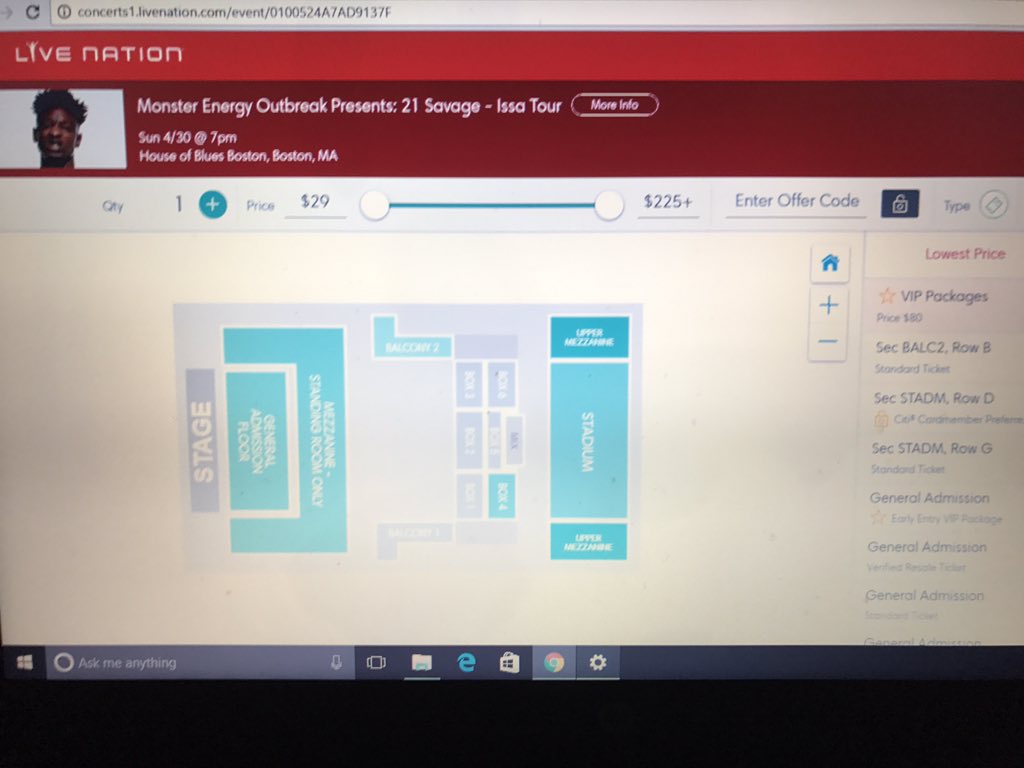 concerts1.livenation.com/event/0100524A7AD9137F
LIVE NATION
Monster Energy Outbreak Presents: 21 Savage - Issa Tour
More Info
Sun 4/30 @ 7pm
House of Blues Boston, Boston, MA
Qty
1
+
Price
$29
$225+
Enter Offer Code
Type
Lowest Price
VIP Packages
Price $80
Sec BALC2, Row B
Standard Ticket
Sec STADM, Row D
Citi® Cardmember Preferre
Sec STADM, Row G
Standard Ticket
General Admission
Early Entry VIP Package
General Admission
Verified Resale Ticket
General Admission
Standard Ticket
General Admission
STAGE
GENERAL
ADMISSION
FLOOR
MEZZANINE -
STANDING ROOM ONLY
BALCONY 2
BOX 3
BOX 6
BOX 2
BOX 5
MIX
BOX 1
BOX 4
BALCONY 1
UPPER
MEZZANINE
STADIUM
UPPER
MEZZANINE
Ask me anything